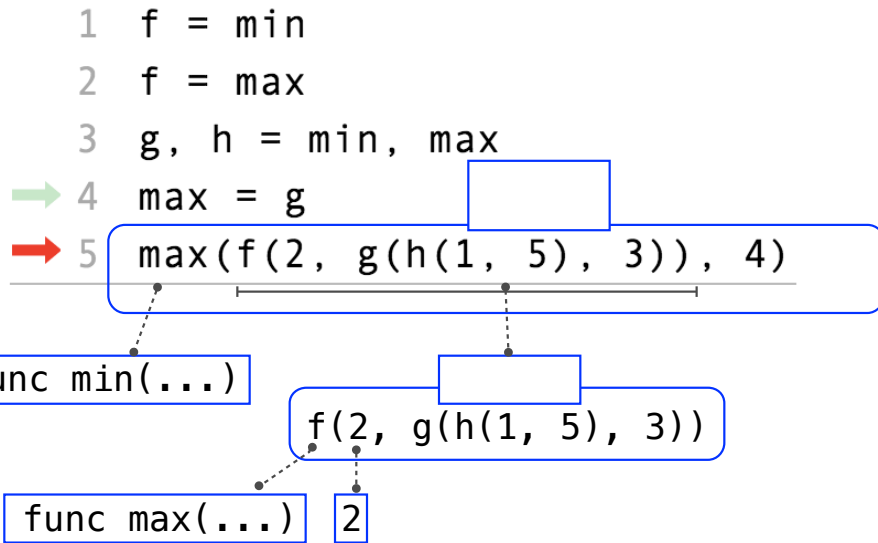 1 f = min
2 f = max
3 g, h = min, max
4 max = g
5 max(f(2, g(h(1, 5), 3)), 4)
unc min(...)
f(2, g(h(1, 5), 3))
func max(...) 2